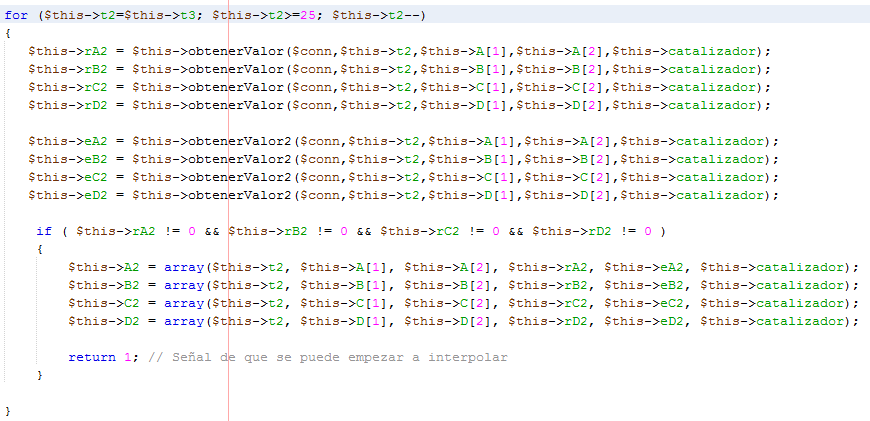 for ($this->t2=$this->t3; $this->t2>=25; $this->t2--)
{
$this->rA2 = $this->obtenerValor($conn,$this->t2,$this->A[1],$this->A[2],$this->catalizador);
$this->rB2 = $this->obtenerValor($conn,$this->t2,$this->B[1],$this->B[2],$this->catalizador);
$this->rC2 = $this->obtenerValor($conn,$this->t2,$this->C[1],$this->C[2],$this->catalizador);
$this->rD2 = $this->obtenerValor($conn,$this->t2,$this->D[1],$this->D[2],$this->catalizador);
$this->eA2 = $this->obtenerValor2($conn,$this->t2,$this->A[1],$this->A[2],$this->catalizador);
$this->eB2 = $this->obtenerValor2($conn,$this->t2,$this->B[1],$this->B[2],$this->catalizador);
$this->eC2 = $this->obtenerValor2($conn,$this->t2,$this->C[1],$this->C[2],$this->catalizador);
$this->eD2 = $this->obtenerValor2($conn,$this->t2,$this->D[1],$this->D[2],$this->catalizador);
if ( $this->rA2 != 0 && $this->rB2 != 0 && $this->rC2 != 0 && $this->rD2 != 0 )
{
$this->A2 = array($this->t2, $this->A[1], $this->A[2], $this->rA2, $this->eA2, $this->catalizador);
$this->B2 = array($this->t2, $this->B[1], $this->B[2], $this->rB2, $this->eB2, $this->catalizador);
$this->C2 = array($this->t2, $this->C[1], $this->C[2], $this->rC2, $this->eC2, $this->catalizador);
$this->D2 = array($this->t2, $this->D[1], $this->D[2], $this->rD2, $this->eD2, $this->catalizador);
return 1; // Señal de que se puede empezar a interpolar
}
}